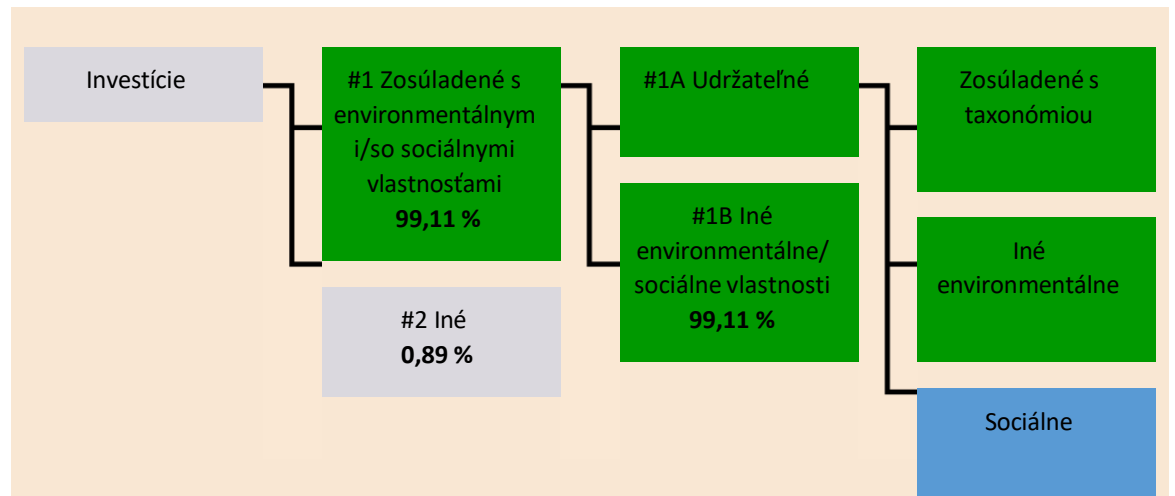 Investície
#1 Zosúladené s
environmentálnym
i/so sociálnymi
vlastnosťami
99,11 %
#2 Iné
0,89 %
#1A Udržateľné
#1B Iné
environmentálne/
sociálne vlastnosti
99,11 %
Zosúladené s
taxonómiou
Iné
environmentálne
Sociálne